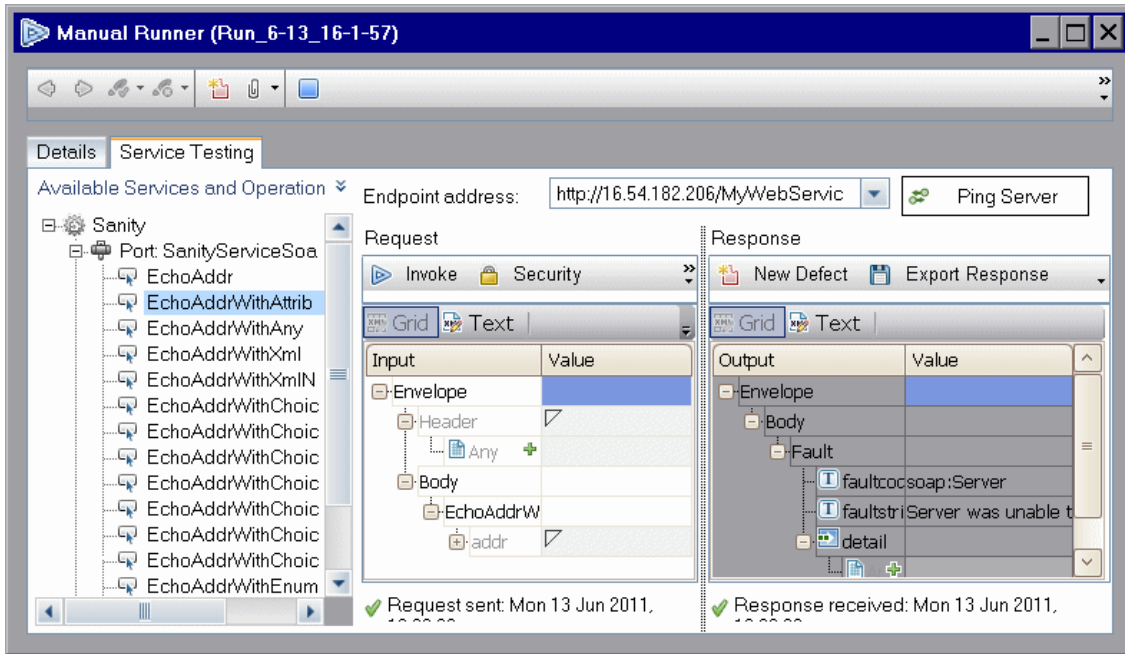 Manual Runner (Run_6-13_16-1-57)
Details
Service Testing
Available Services and Operation
Sanity
Port: SanityServiceSoa
EchoAddr
EchoAddrWithAttrib
EchoAddrWithAny
EchoAddrWithXml
EchoAddrWithXmlN
EchoAddrWithChoic
EchoAddrWithChoic
EchoAddrWithChoic
EchoAddrWithChoic
EchoAddrWithChoic
EchoAddrWithChoic
EchoAddrWithChoic
EchoAddrWithEnum
Endpoint address:
http://16.54.182.206/MyWebServic
Ping Server
Request
Invoke
Security
Grid
Text
Input
Value
Envelope
Header
Any
Body
EchoAddrW
addr
Request sent: Mon 13 Jun 2011,
Response
New Defect
Export Response
Grid
Text
Output
Value
Envelope
Body
Fault
faultcod soap:Server
faultstri Server was unable t
detail
Response received: Mon 13 Jun 2011,